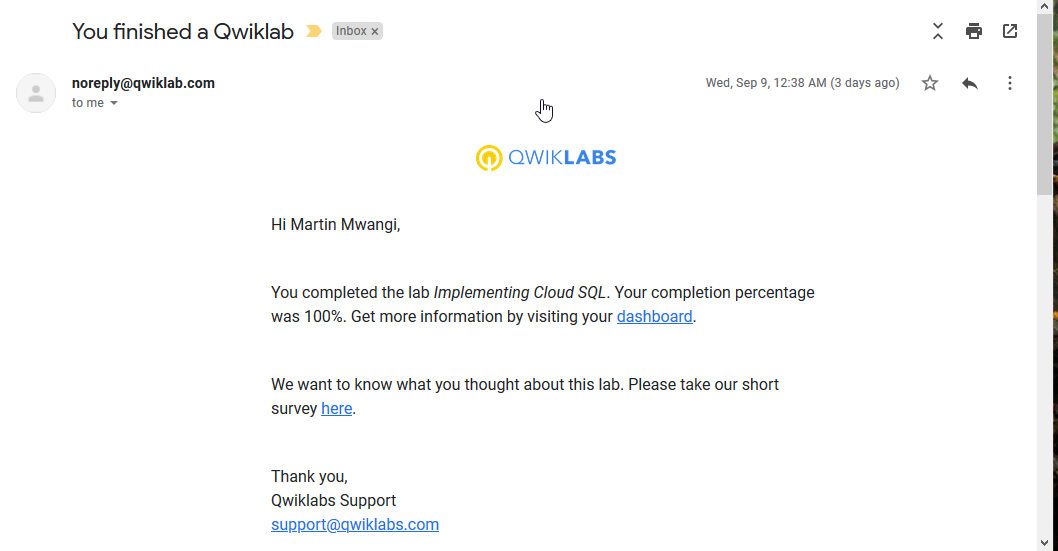 You finished a Qwiklab Inbox ×
noreply@qwiklab.com Wed, Sep 9, 12:38 AM (3 days ago)
to me
QWIKLABS
Hi Martin Mwangi,
You completed the lab Implementing Cloud SQL. Your completion percentage
was 100%. Get more information by visiting your dashboard.
We want to know what you thought about this lab. Please take our short
survey here.
Thank you,
Qwiklabs Support
support@qwiklabs.com